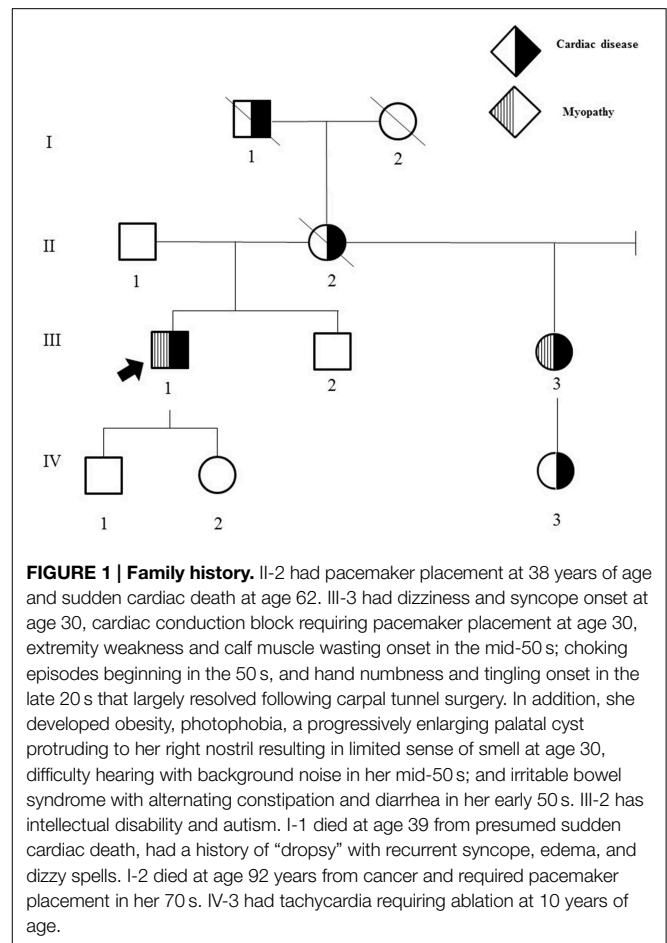 Cardiac disease
Myopathy
I
1
2
II
1
2
III
1
2
3
IV
1
2
3
FIGURE 1 | Family history. II-2 had pacemaker placement at 38 years of age
and sudden cardiac death at age 62. III-3 had dizziness and syncope onset at
age 30, cardiac conduction block requiring pacemaker placement at age 30,
extremity weakness and calf muscle wasting onset in the mid-50 s; choking
episodes beginning in the 50 s, and hand numbness and tingling onset in the
late 20 s that largely resolved following carpal tunnel surgery. In addition, she
developed obesity, photophobia, a progressively enlarging palatal cyst
protruding to her right nostril resulting in limited sense of smell at age 30,
difficulty hearing with background noise in her mid-50 s; and irritable bowel
syndrome with alternating constipation and diarrhea in her early 50 s. III-2 has
intellectual disability and autism. I-1 died at age 39 from presumed sudden
cardiac death, had a history of “dropsy” with recurrent syncope, edema, and
dizzy spells. I-2 died at age 92 years from cancer and required pacemaker
placement in her 70 s. IV-3 had tachycardia requiring ablation at 10 years of
age.